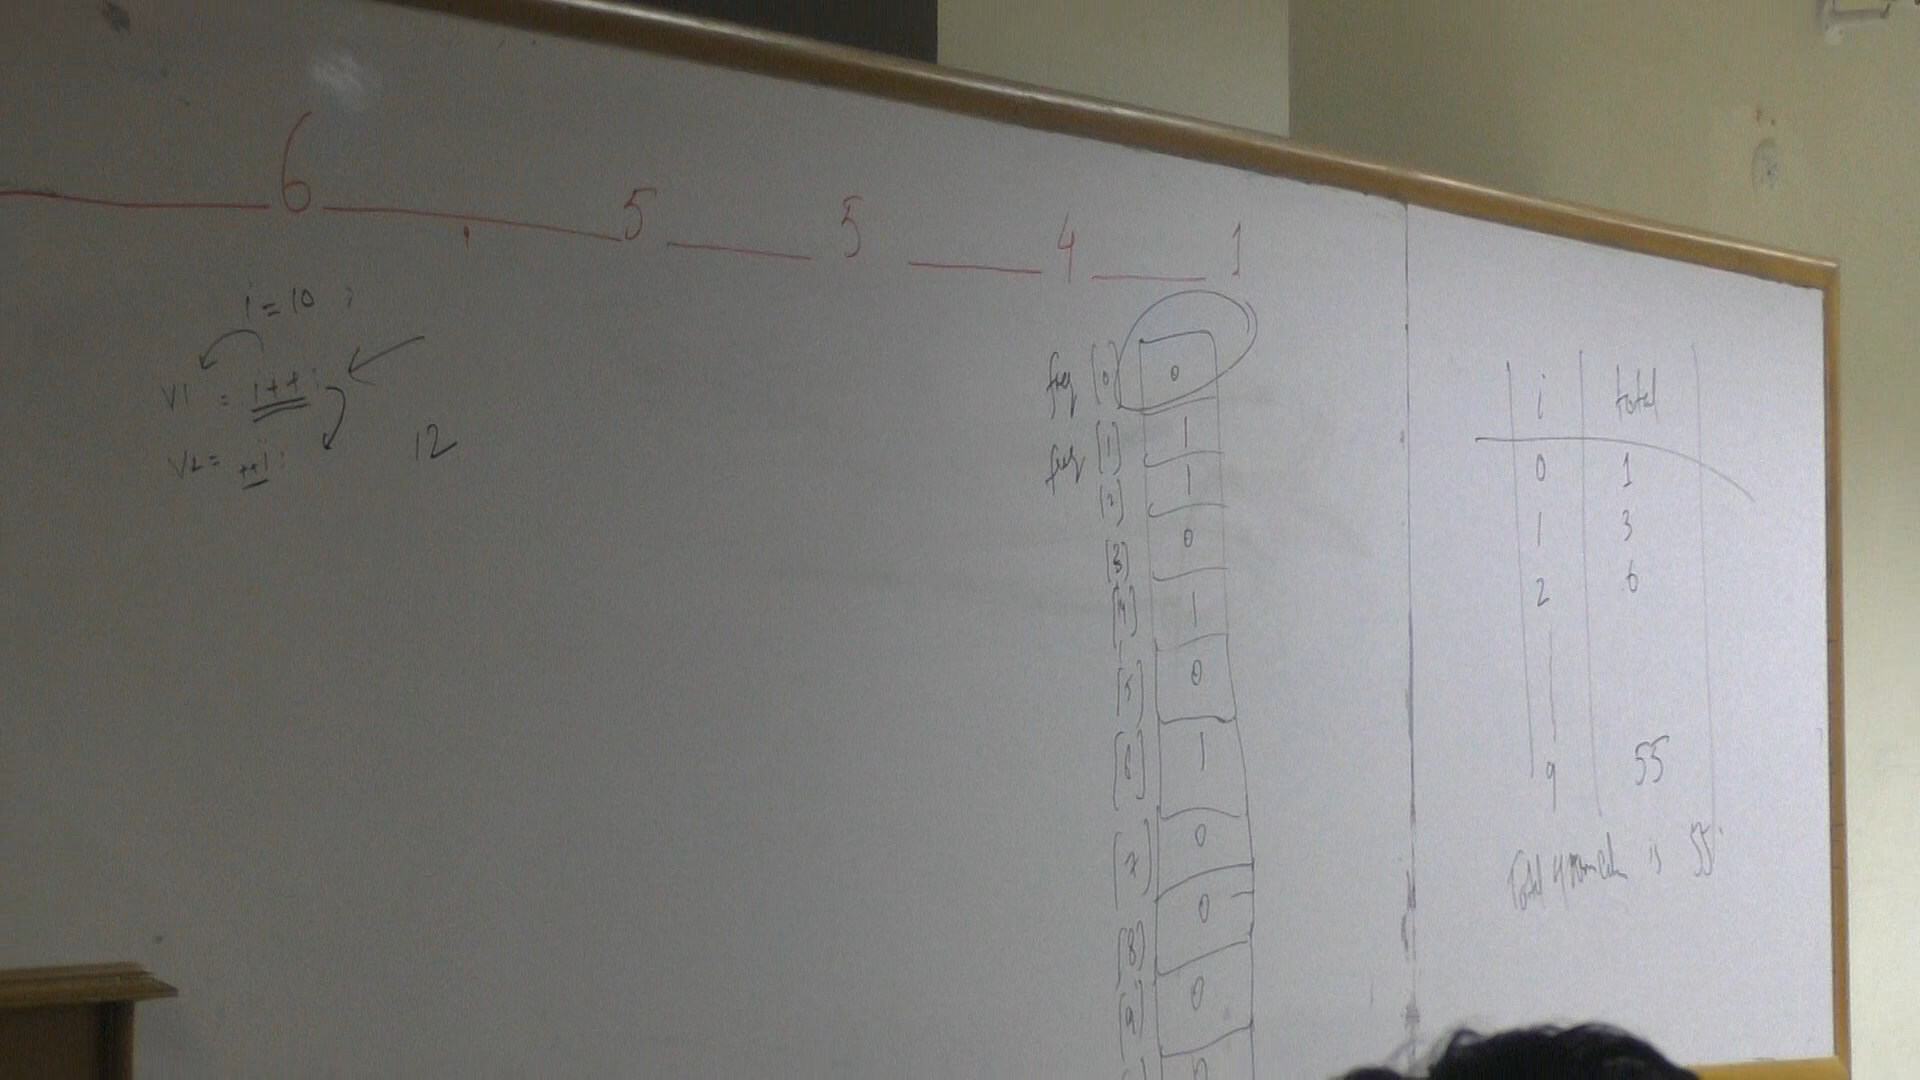 6 5 5 4 1
i = 10 ;
V1 = i++ ;
V2 = ++i ;
12
freq [0] 0
freq [1] 1
[2] 1
[3] 0
[4] 1
[5] 0
[6] 1
[7] 0
[8] 0
[9] 0
i total
0 1
1 3
2 6
9 55
Total is 55